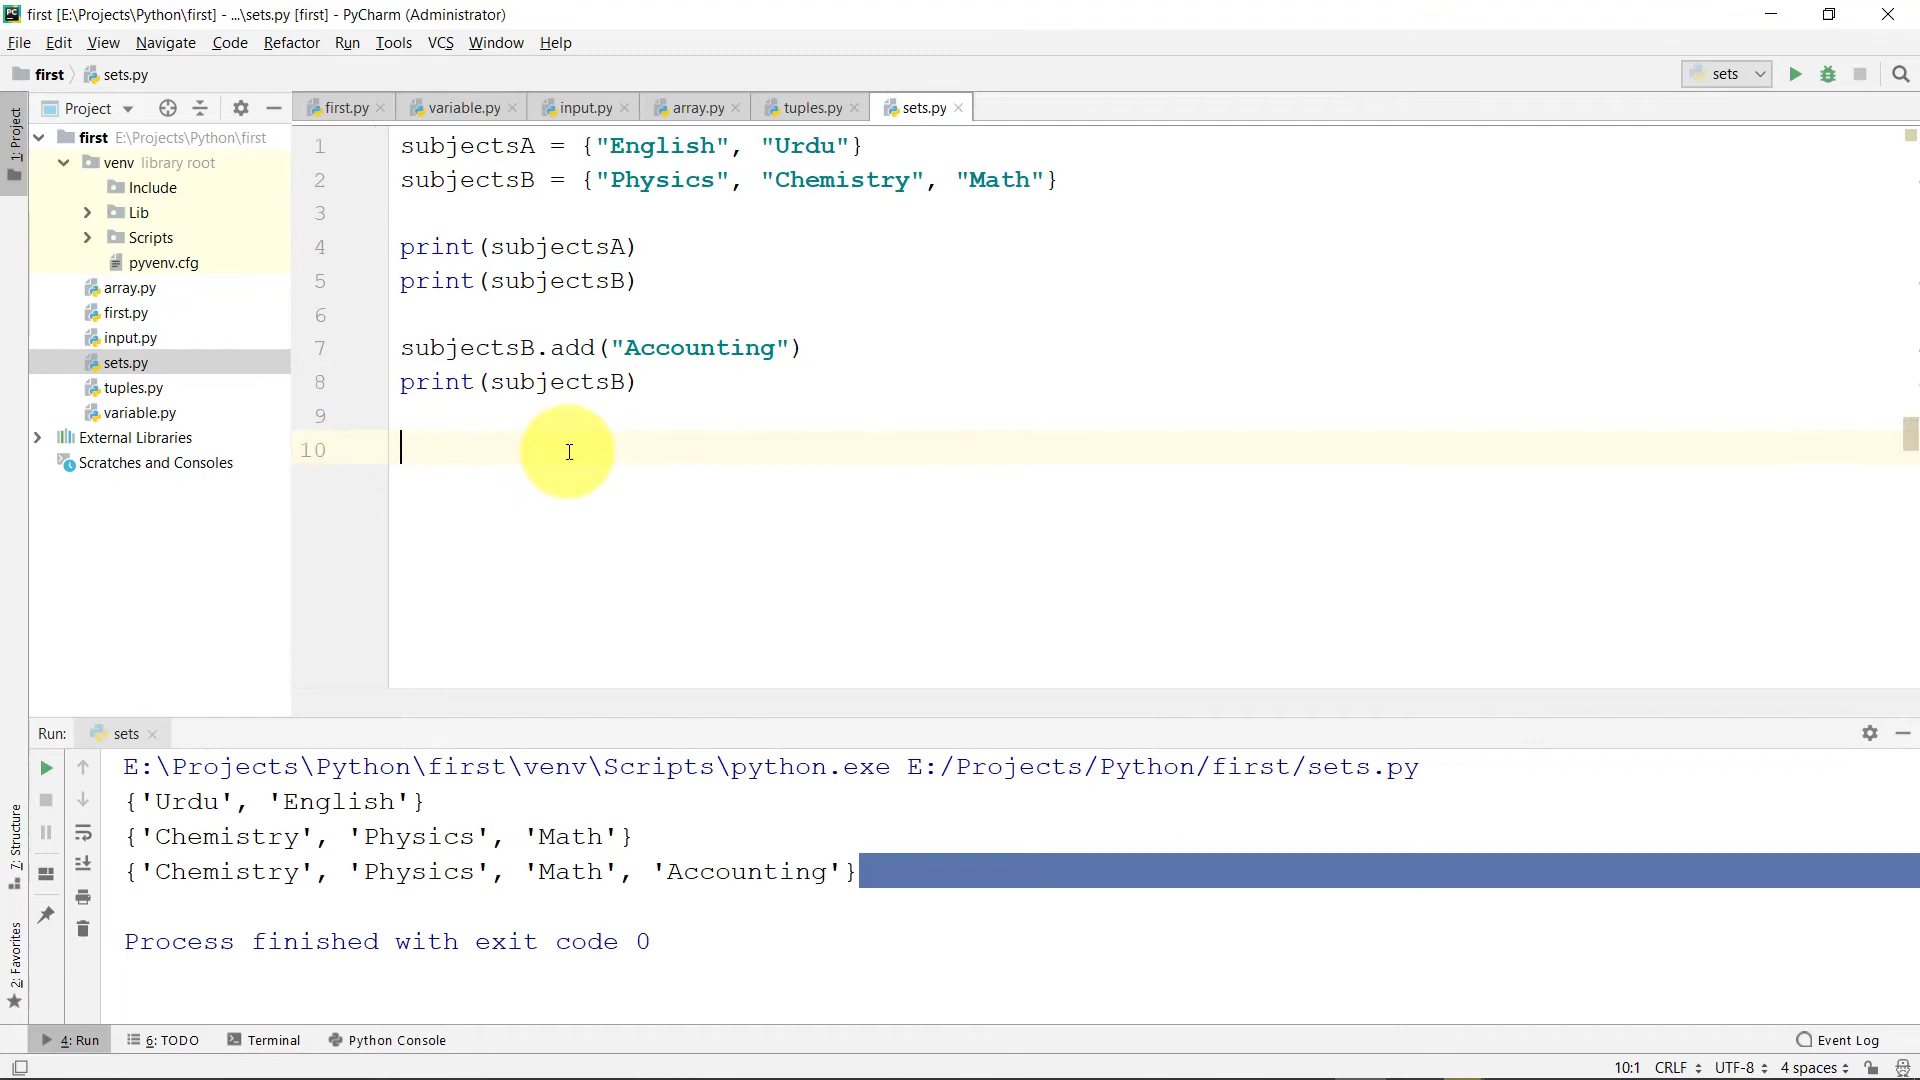 first [E:\Projects\Python\first] - ...\sets.py [first] - PyCharm (Administrator)
File Edit View Navigate Code Refactor Run Tools VCS Window Help
first sets.py
sets
1: Project
Project
first.py variable.py input.py array.py tuples.py sets.py
first E:\Projects\Python\first
venv library root
Include
Lib
Scripts
pyvenv.cfg
array.py
first.py
input.py
sets.py
tuples.py
variable.py
External Libraries
Scratches and Consoles
1 subjectsA = {"English", "Urdu"}
2 subjectsB = {"Physics", "Chemistry", "Math"}
3
4 print(subjectsA)
5 print(subjectsB)
6
7 subjectsB.add("Accounting")
8 print(subjectsB)
9
10
Run: sets
E:\Projects\Python\first\venv\Scripts\python.exe E:/Projects/Python/first/sets.py
{'Urdu', 'English'}
{'Chemistry', 'Physics', 'Math'}
{'Chemistry', 'Physics', 'Math', 'Accounting'}
Process finished with exit code 0
7: Structure
2: Favorites
4: Run 6: TODO Terminal Python Console Event Log
10:1 CRLF UTF-8 4 spaces